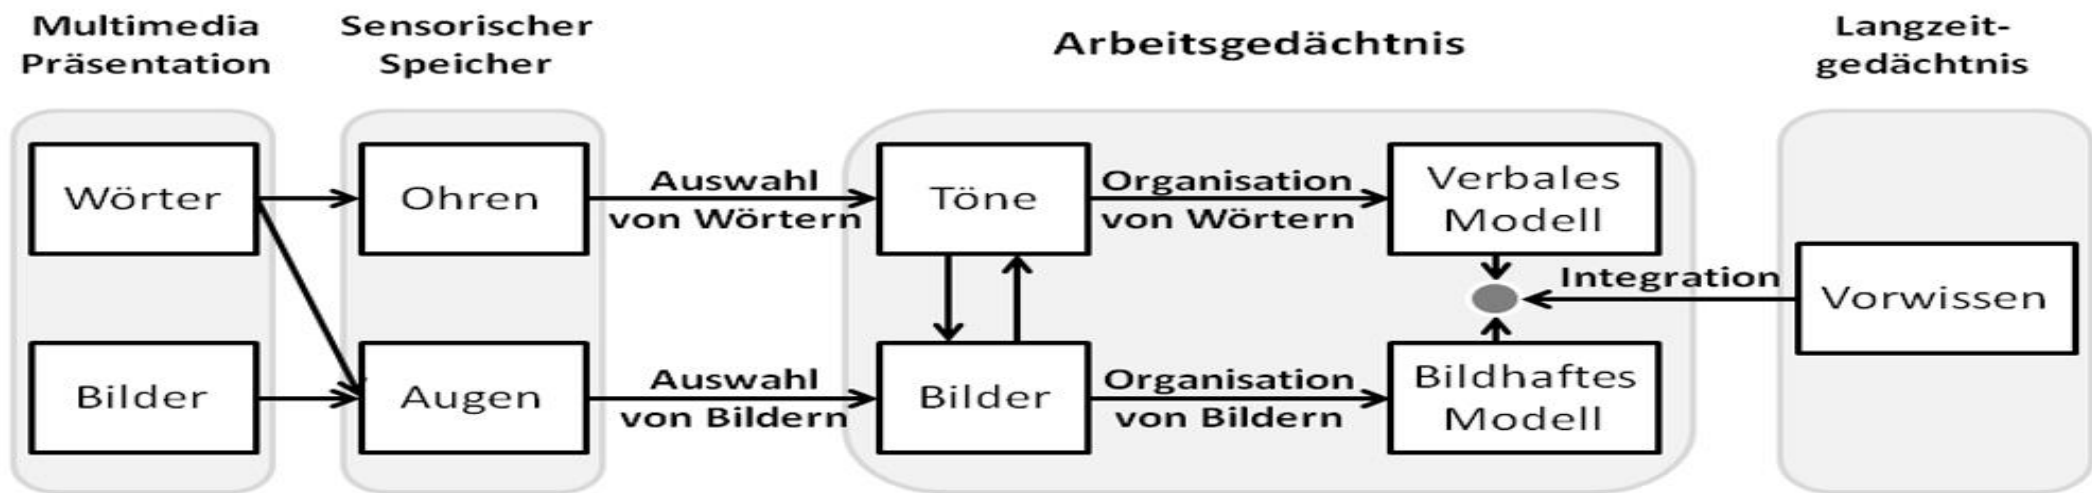 Multimedia
Präsentation
Sensorischer
Speicher
Arbeitsgedächtnis
Langzeit-
gedächtnis
Wörter
Ohren
Auswahl
von Wörtern
Töne
Organisation
von Wörtern
Verbales
Modell
Integration
Vorwissen
Bilder
Augen
Auswahl
von Bildern
Bilder
Organisation
von Bildern
Bildhaftes
Modell